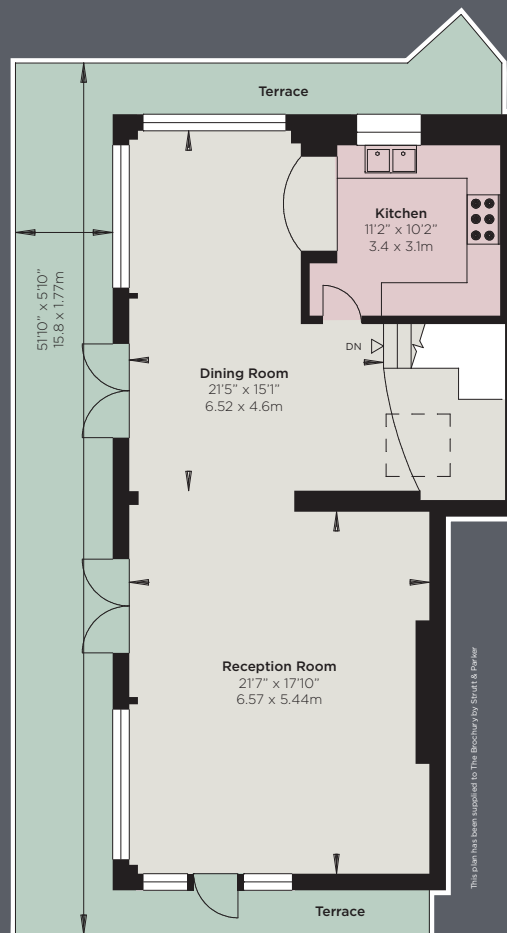 Terrace
Kitchen
11'2" x 10'2"
3.4 x 3.1m
51'10" x 5'10"
15.8 x 1.77m
DN
Dining Room
21'5" x 15'1"
6.52 x 4.6m
Reception Room
21'7" x 17'10"
6.57 x 5.44m
This plan has been supplied to The Brochury by Strutt & Parker
Terrace